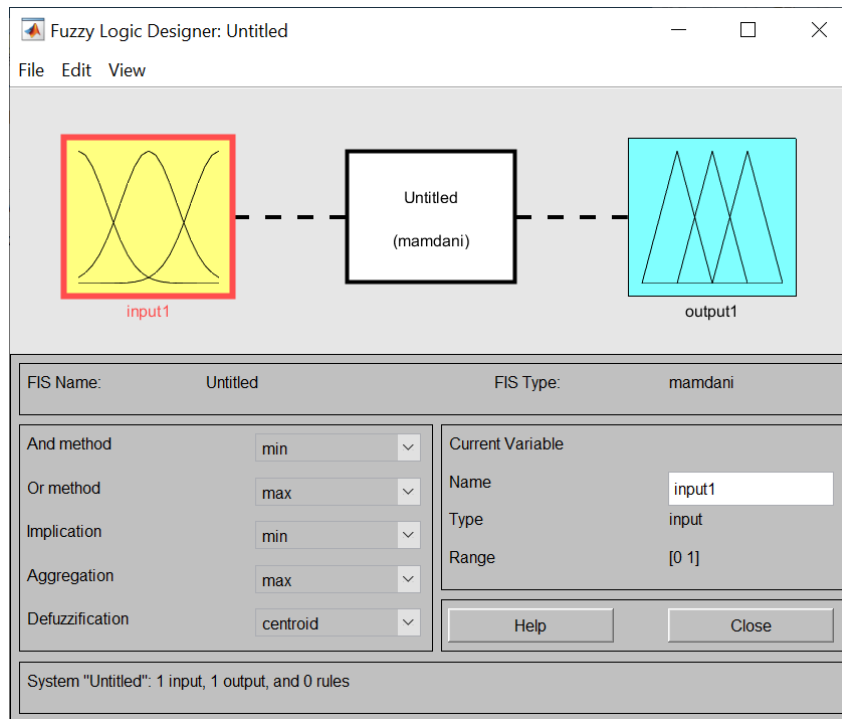 Fuzzy Logic Designer: Untitled
File Edit View
Untitled
(mamdani)
input1
output1
FIS Name: Untitled FIS Type: mamdani
And method min
Or method max
Implication min
Aggregation max
Defuzzification centroid
Current Variable
Name input1
Type input
Range [0 1]
Help Close
System "Untitled": 1 input, 1 output, and 0 rules